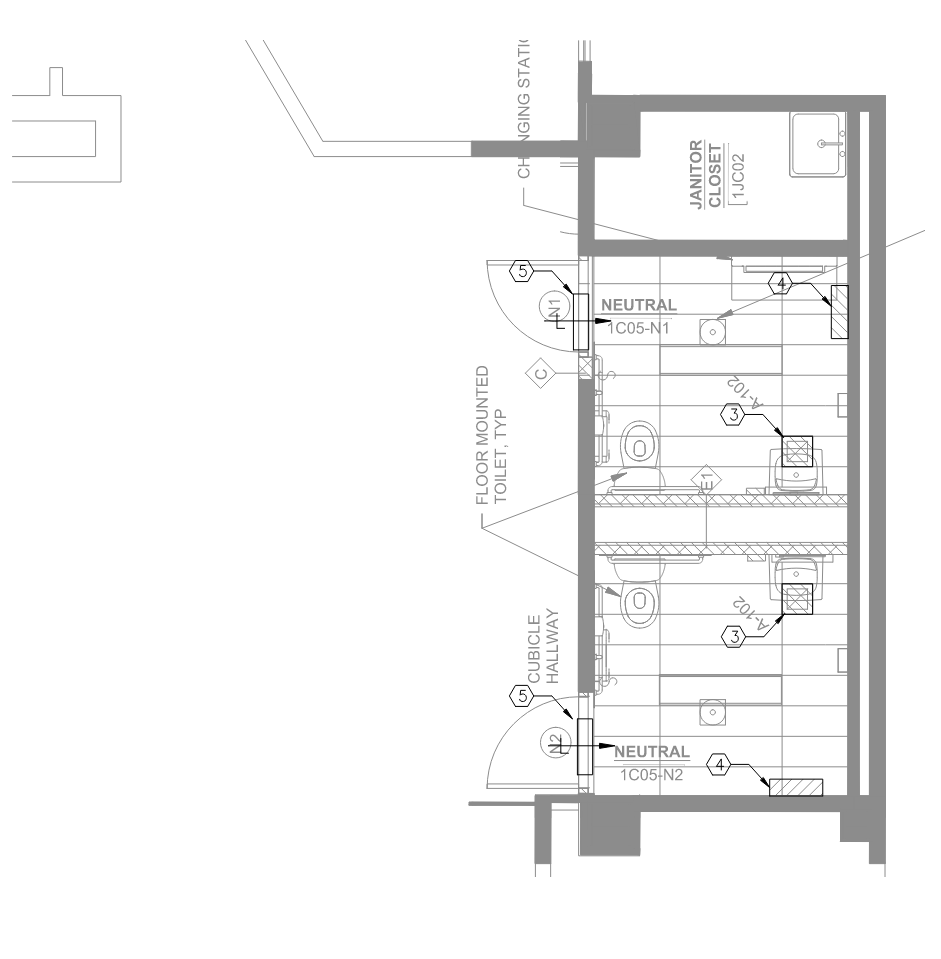 CHANGING STATIO
JANITOR
CLOSET
1JC02
5
4
N1
NEUTRAL
1C05-N1
C
FLOOR MOUNTED
TOILET, TYP
A-102
3
E1
A-102
3
CUBICLE
HALLWAY
5
N2
NEUTRAL
1C05-N2
4